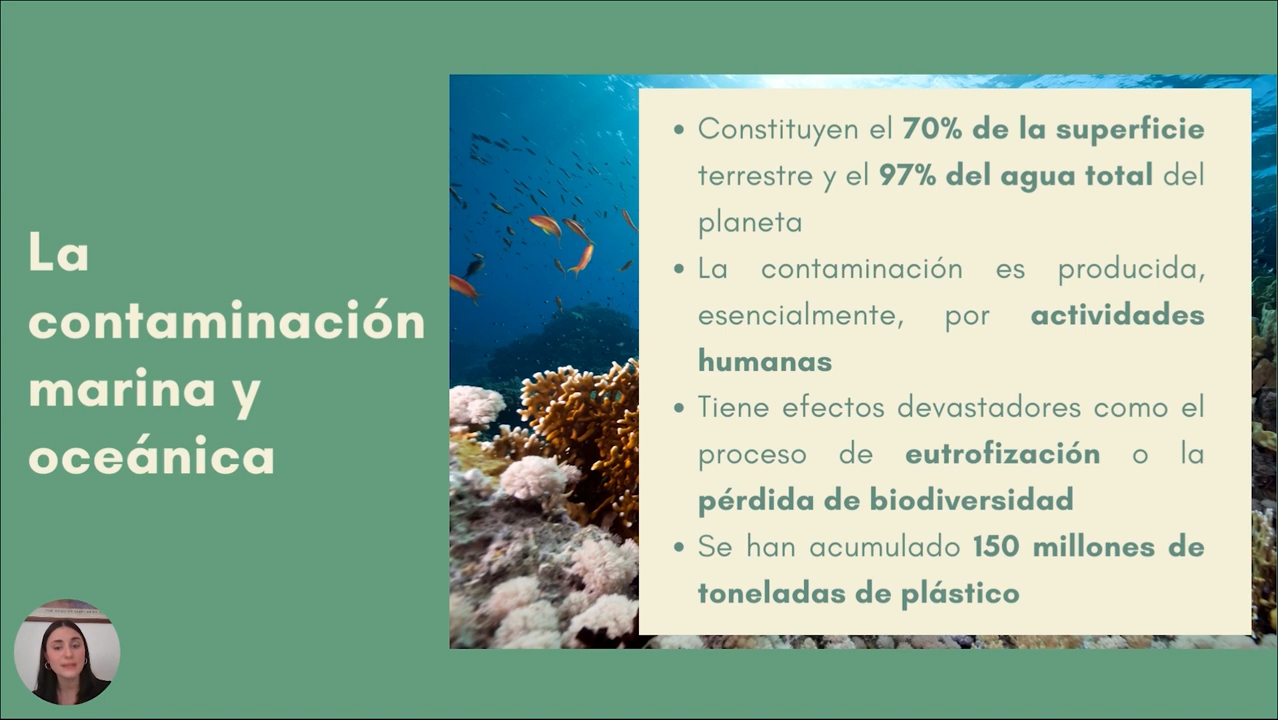 La
contaminación
marina y
oceánica
• Constituyen el 70% de la superficie
terrestre y el 97% del agua total del
planeta
• La contaminación es producida,
esencialmente, por actividades
humanas
• Tiene efectos devastadores como el
proceso de eutrofización o la
pérdida de biodiversidad
• Se han acumulado 150 millones de
toneladas de plástico